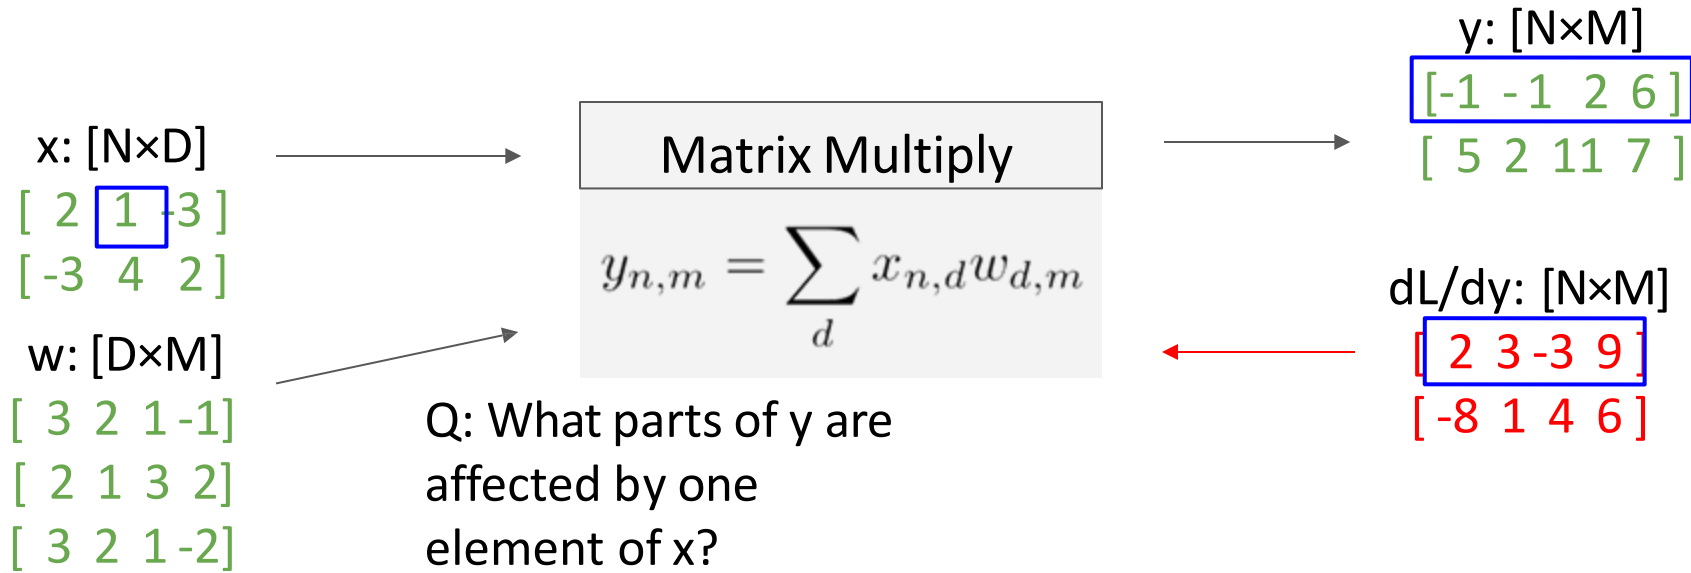 x: [N×D]
[ 2 1 -3 ]
[ -3 4 2 ]
w: [D×M]
[ 3 2 1 -1]
[ 2 1 3 2]
[ 3 2 1 -2]
Matrix Multiply
y_{n,m} = \sum_{d} x_{n,d} w_{d,m}
Q: What parts of y are
affected by one
element of x?
y: [N×M]
[-1 - 1 2 6 ]
[ 5 2 11 7 ]
dL/dy: [N×M]
[ 2 3 -3 9 ]
[ -8 1 4 6 ]